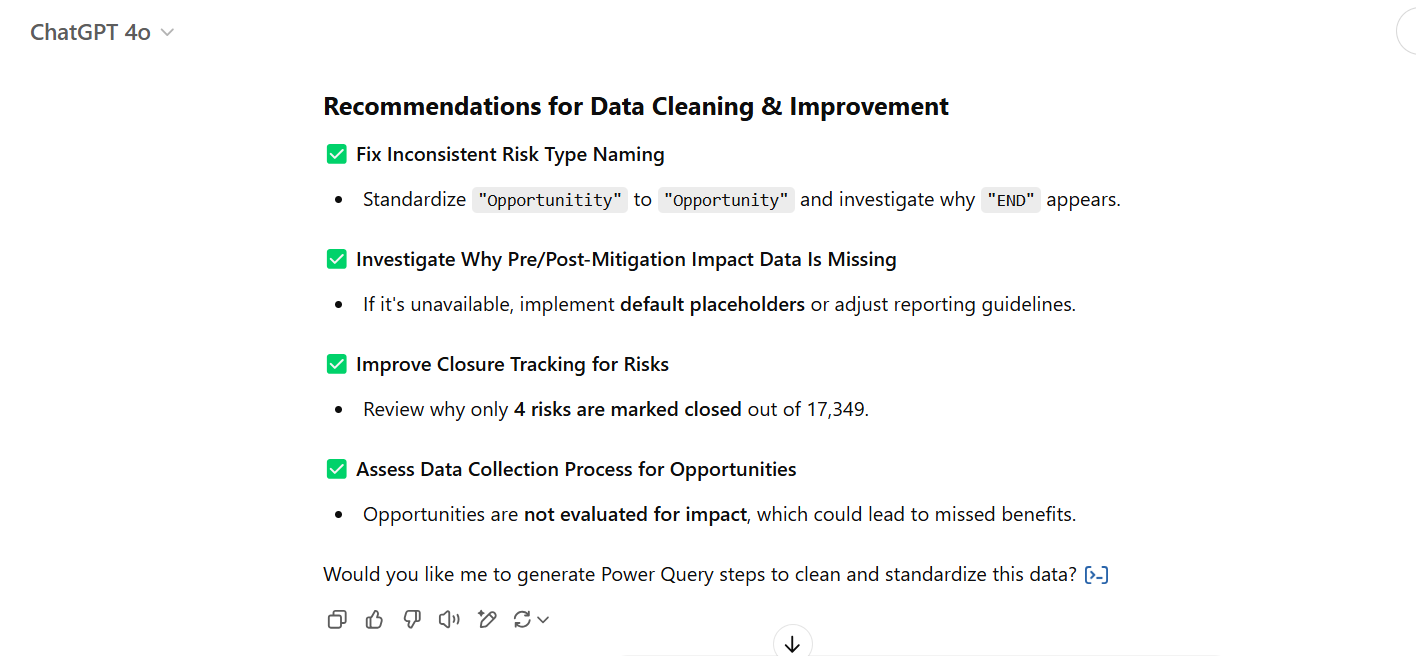 ChatGPT 4o
Recommendations for Data Cleaning & Improvement
✅ Fix Inconsistent Risk Type Naming
• Standardize "Opportunitity" to "Opportunity" and investigate why "END" appears.
✅ Investigate Why Pre/Post-Mitigation Impact Data Is Missing
• If it's unavailable, implement default placeholders or adjust reporting guidelines.
✅ Improve Closure Tracking for Risks
• Review why only 4 risks are marked closed out of 17,349.
✅ Assess Data Collection Process for Opportunities
• Opportunities are not evaluated for impact, which could lead to missed benefits.
Would you like me to generate Power Query steps to clean and standardize this data? [>-]